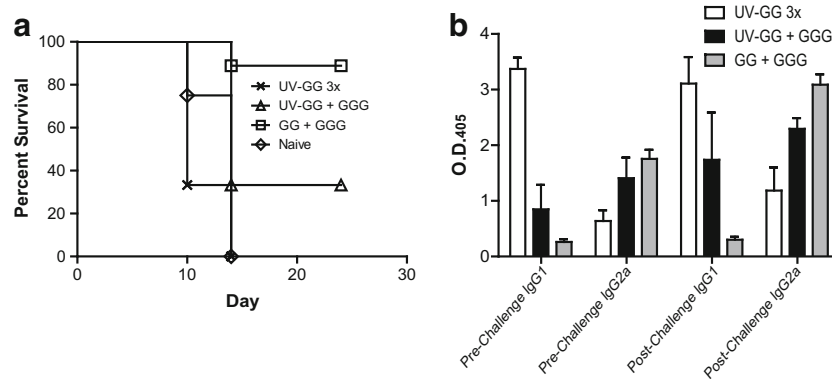 a
Percent Survival
100
80
60
40
20
0
0
10
20
30
Day
UV-GG 3x
UV-GG + GGG
GG + GGG
Naive
b
UV-GG 3x
UV-GG + GGG
GG + GGG
O.D.405
4
3
2
1
0
Pre-Challenge IgG1
Pre-Challenge IgG2a
Post-Challenge IgG1
Post-Challenge IgG2a